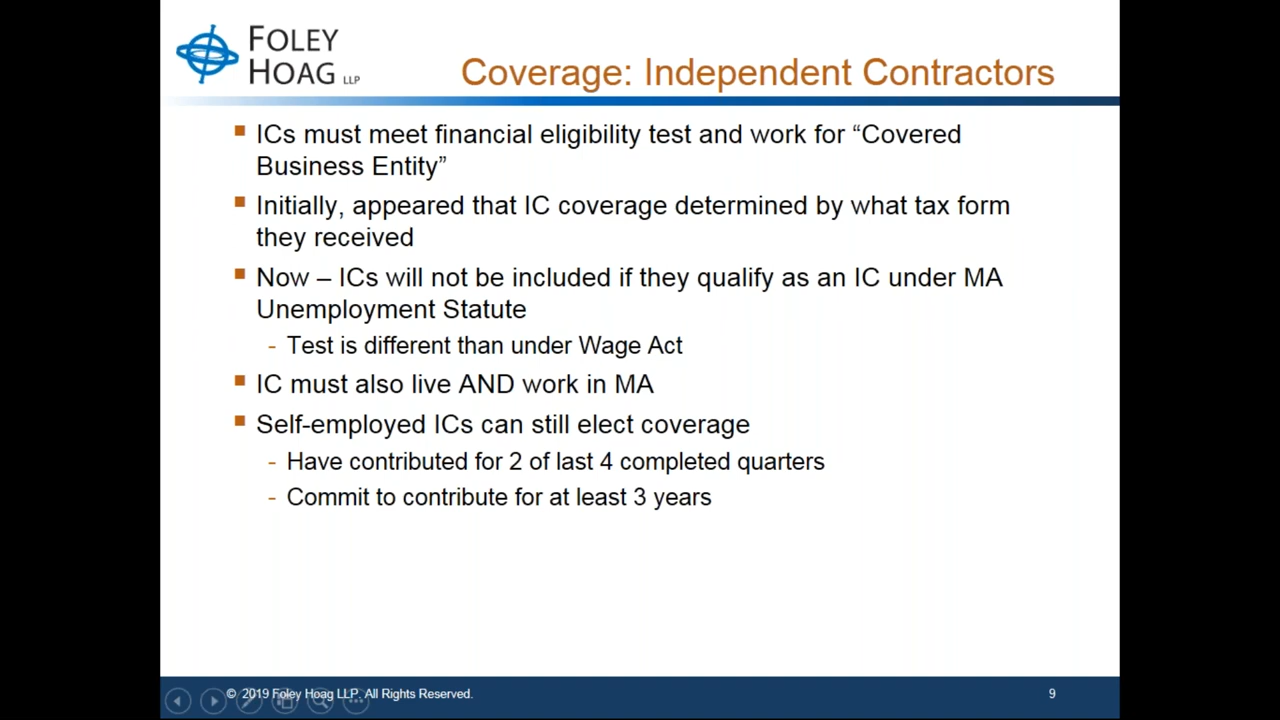 FOLEY
HOAG LLP
Coverage: Independent Contractors
▪ ICs must meet financial eligibility test and work for “Covered
Business Entity”
▪ Initially, appeared that IC coverage determined by what tax form
they received
▪ Now – ICs will not be included if they qualify as an IC under MA
Unemployment Statute
- Test is different than under Wage Act
▪ IC must also live AND work in MA
▪ Self-employed ICs can still elect coverage
- Have contributed for 2 of last 4 completed quarters
- Commit to contribute for at least 3 years
© 2019 Foley Hoag LLP. All Rights Reserved.
9